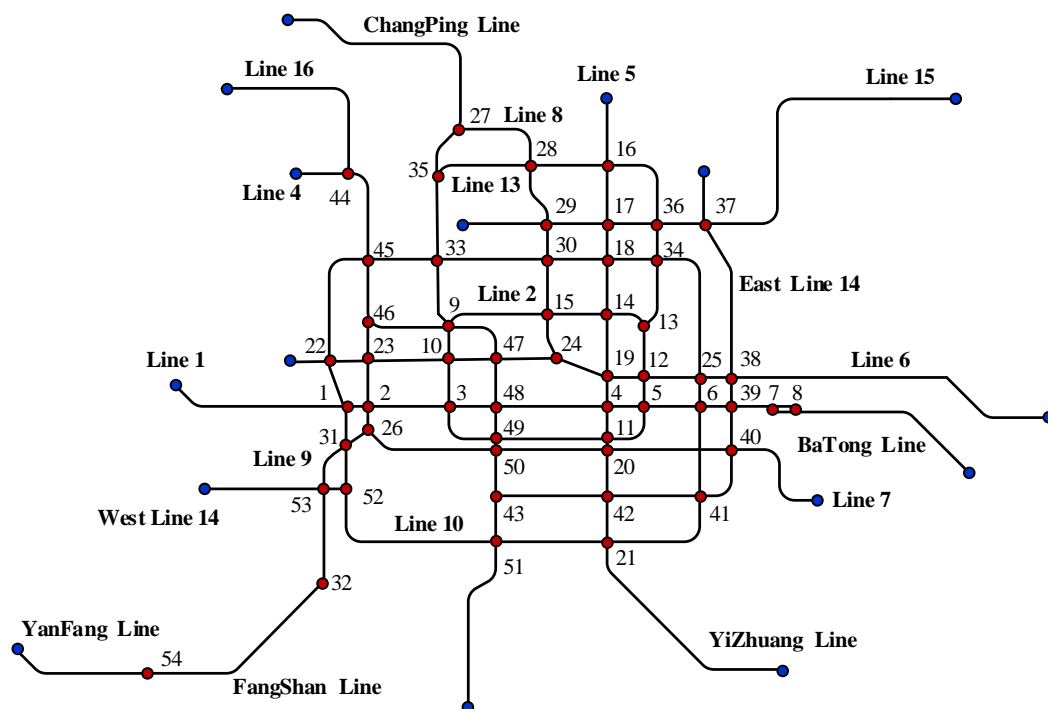 ChangPing Line
Line 16
Line 5
Line 15
27
Line 8
28
16
35
Line 13
Line 4
44
29
17
36
37
45
33
30
18
34
East Line 14
Line 2
15
14
9
46
13
Line 1
22
23
10
47
24
19
12
25
38
Line 6
1
2
3
48
4
5
6
39
7
8
31
26
49
11
40
BaTong Line
Line 9
50
20
53
52
Line 7
West Line 14
43
42
41
Line 10
51
21
32
YanFang Line
54
YiZhuang Line
FangShan Line